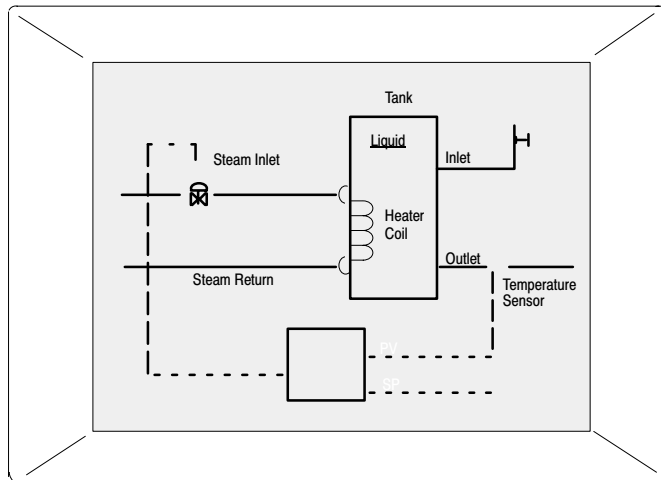 Tank
Liquid
Steam Inlet
Inlet
Heater
Coil
Outlet
Steam Return
Temperature
Sensor
PV
SP